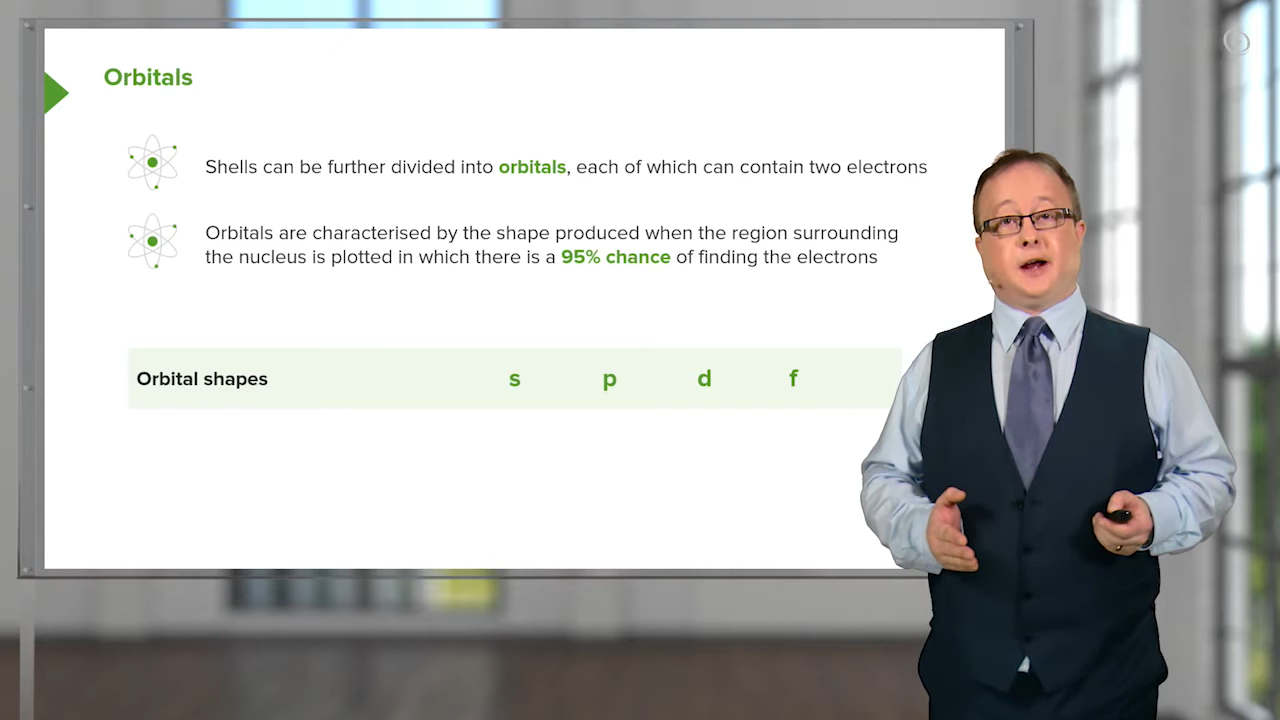 Orbitals
Shells can be further divided into orbitals, each of which can contain two electrons
Orbitals are characterised by the shape produced when the region surrounding
the nucleus is plotted in which there is a 95% chance of finding the electrons
Orbital shapes s p d f